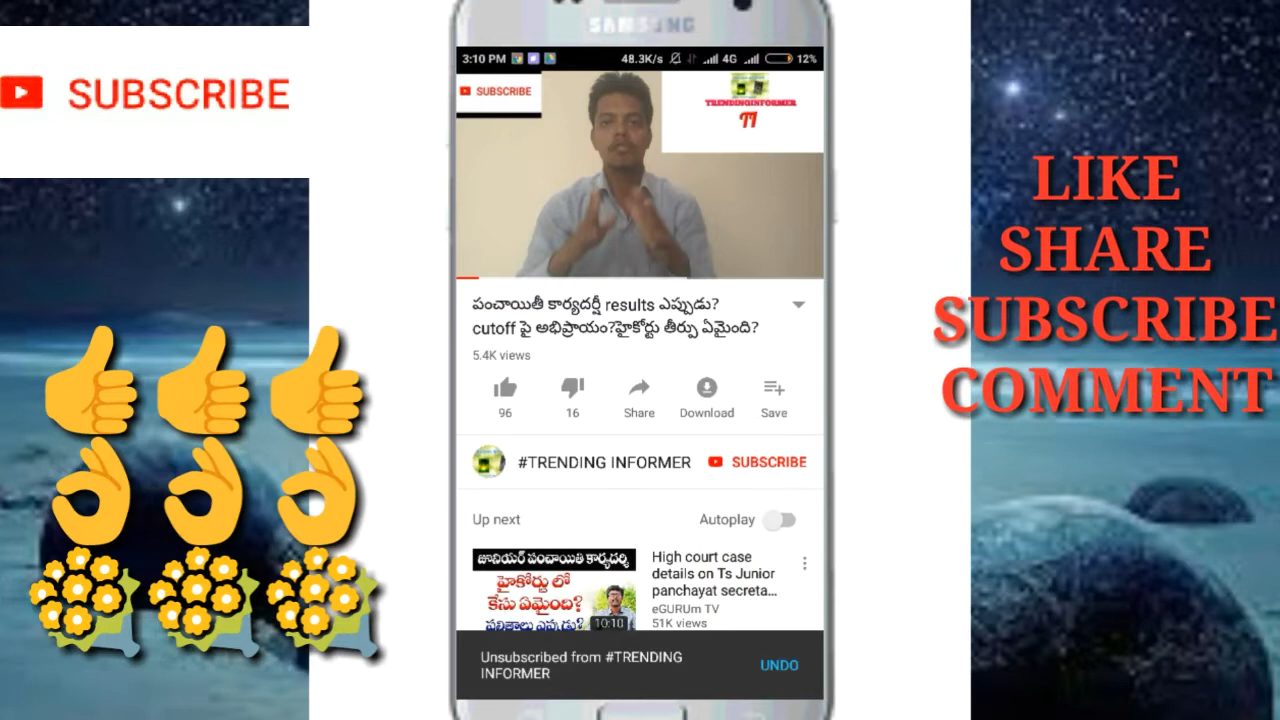 SUBSCRIBE
LIKE
SHARE
SUBSCRIBE
COMMENT
SAMSUNG
3:10 PM 48.3K/s 4G 12%
SUBSCRIBE
TRENDINGINFORMER
TI
పంచాయితీ కార్యదర్శీ results ఎప్పుడు?
cutoff పై అభిప్రాయం?హైకోర్టు తీర్పు ఏమైంది?
5.4K views
96 16 Share Download Save
#TRENDING INFORMER SUBSCRIBE
Up next Autoplay
జూనియర్ పంచాయితి కార్యదర్శి
హైకోర్టు లో
కేసు ఏమైంది?
ఫలితాలు ఎప్పుడు?
10:10
High court case
details on Ts Junior
panchayat secreta...
eGURUm TV
51K views
Unsubscribed from #TRENDING
INFORMER
UNDO